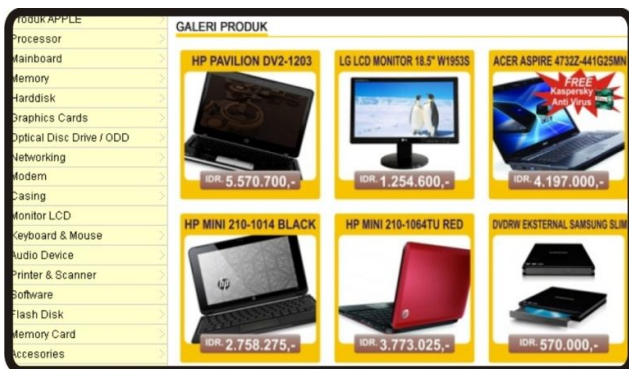 Produk APPLE
Processor
Mainboard
Memory
Harddisk
Graphics Cards
Optical Disc Drive / ODD
Networking
Modem
Casing
Monitor LCD
Keyboard & Mouse
Audio Device
Printer & Scanner
Software
Flash Disk
Memory Card
Accesories
GALERI PRODUK
HP PAVILION DV2-1203
IDR. 5.570.700,-
LG LCD MONITOR 18.5" W1953S
IDR. 1.254.600,-
ACER ASPIRE 4732Z-441G25MN
FREE
Kaspersky
Anti Virus
IDR. 4.197.000,-
HP MINI 210-1014 BLACK
hp
IDR. 2.758.275,-
HP MINI 210-1064TU RED
IDR. 3.773.025,-
DVDRW EKSTERNAL SAMSUNG SLIM
IDR. 570.000,-